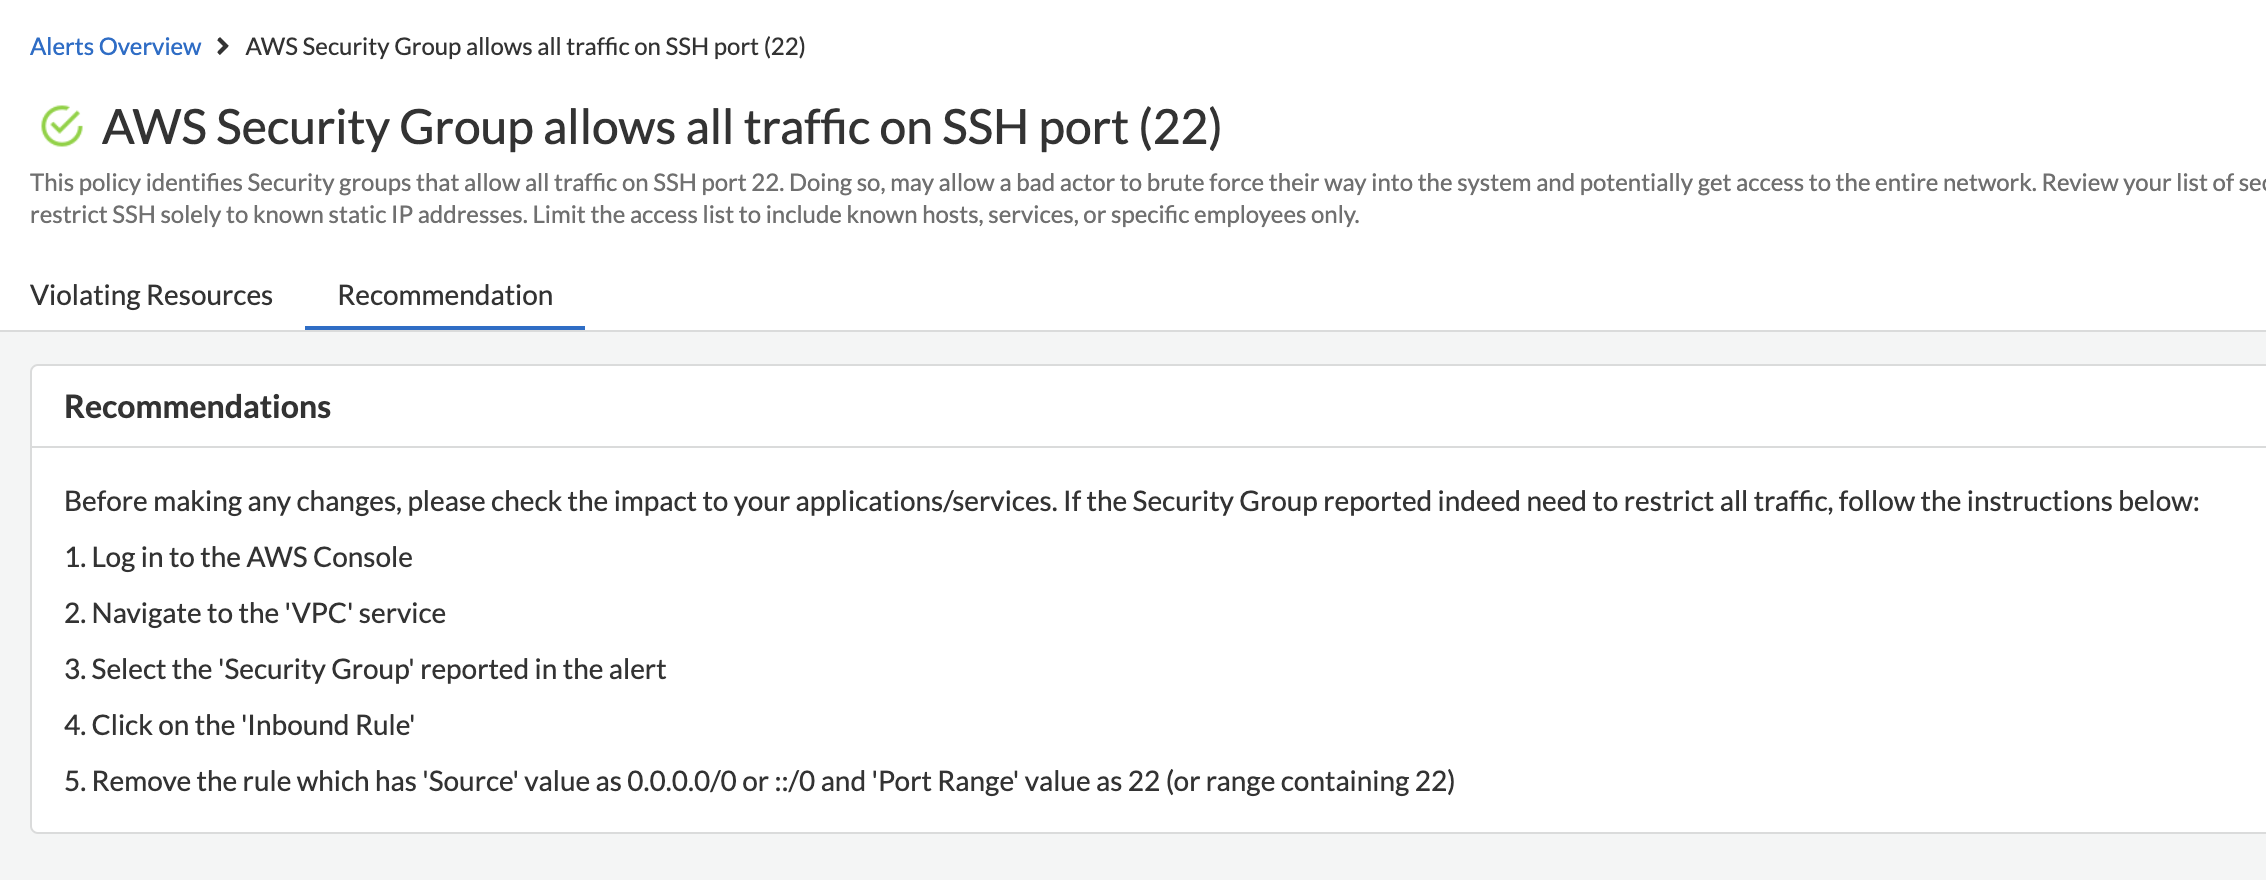 Alerts Overview > AWS Security Group allows all traffic on SSH port (22)
AWS Security Group allows all traffic on SSH port (22)
This policy identifies Security groups that allow all traffic on SSH port 22. Doing so, may allow a bad actor to brute force their way into the system and potentially get access to the entire network. Review your list of
restrict SSH solely to known static IP addresses. Limit the access list to include known hosts, services, or specific employees only.
Violating Resources Recommendation
Recommendations
Before making any changes, please check the impact to your applications/services. If the Security Group reported indeed need to restrict all traffic, follow the instructions below:
1. Log in to the AWS Console
2. Navigate to the 'VPC' service
3. Select the 'Security Group' reported in the alert
4. Click on the 'Inbound Rule'
5. Remove the rule which has 'Source' value as 0.0.0.0/0 or ::/0 and 'Port Range' value as 22 (or range containing 22)